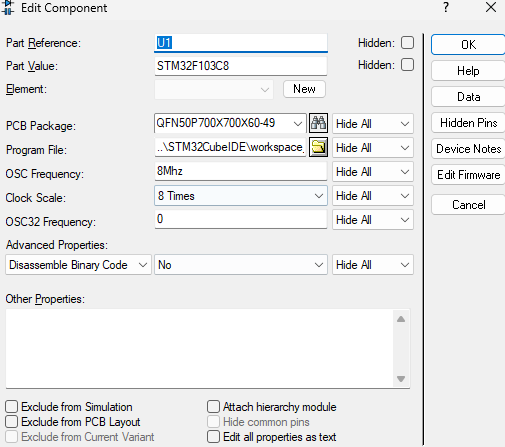 Edit Component
? ×
Part Reference: U1 Hidden: OK
Part Value: STM32F103C8 Hidden: Help
Element: New Data
PCB Package: QFN50P700X700X60-49 Hide All Hidden Pins
Program File: ..\STM32CubeIDE\workspace_ Hide All Device Notes
OSC Frequency: 8Mhz Hide All Edit Firmware
Clock Scale: 8 Times Hide All Cancel
OSC32 Frequency: 0 Hide All
Advanced Properties:
Disassemble Binary Code No Hide All
Other Properties:
Exclude from Simulation Attach hierarchy module
Exclude from PCB Layout Hide common pins
Exclude from Current Variant Edit all properties as text